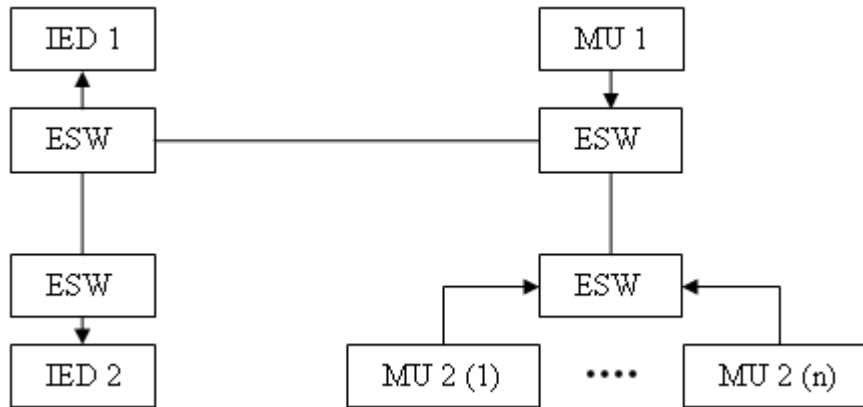 IED 1
MU 1
ESW
ESW
ESW
ESW
IED 2
MU 2 (1)
••••
MU 2 (n)